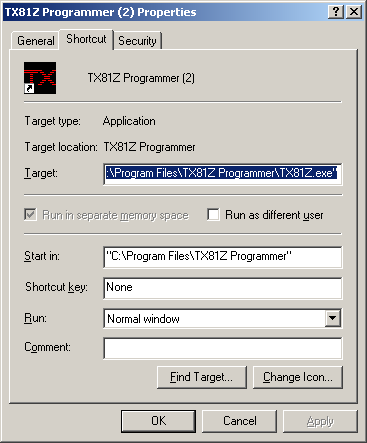 TX81Z Programmer (2) Properties
General Shortcut Security
TX
TX81Z Programmer (2)
Target type: Application
Target location: TX81Z Programmer
Target: :\Program Files\TX81Z Programmer\TX81Z.exe"
Run in separate memory space Run as different user
Start in: "C:\Program Files\TX81Z Programmer"
Shortcut key: None
Run: Normal window
Comment:
Find Target... Change Icon...
OK Cancel Apply